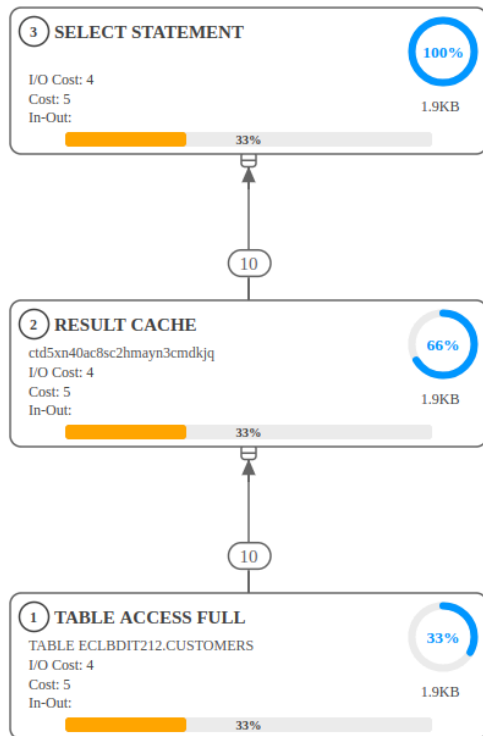 3 SELECT STATEMENT
100%
I/O Cost: 4
Cost: 5
In-Out:
1.9KB
33%
10
2 RESULT CACHE
ctd5xn40ac8sc2hmayn3cmdkjq
66%
I/O Cost: 4
Cost: 5
In-Out:
1.9KB
33%
10
1 TABLE ACCESS FULL
TABLE ECLBDIT212.CUSTOMERS
33%
I/O Cost: 4
Cost: 5
In-Out:
1.9KB
33%